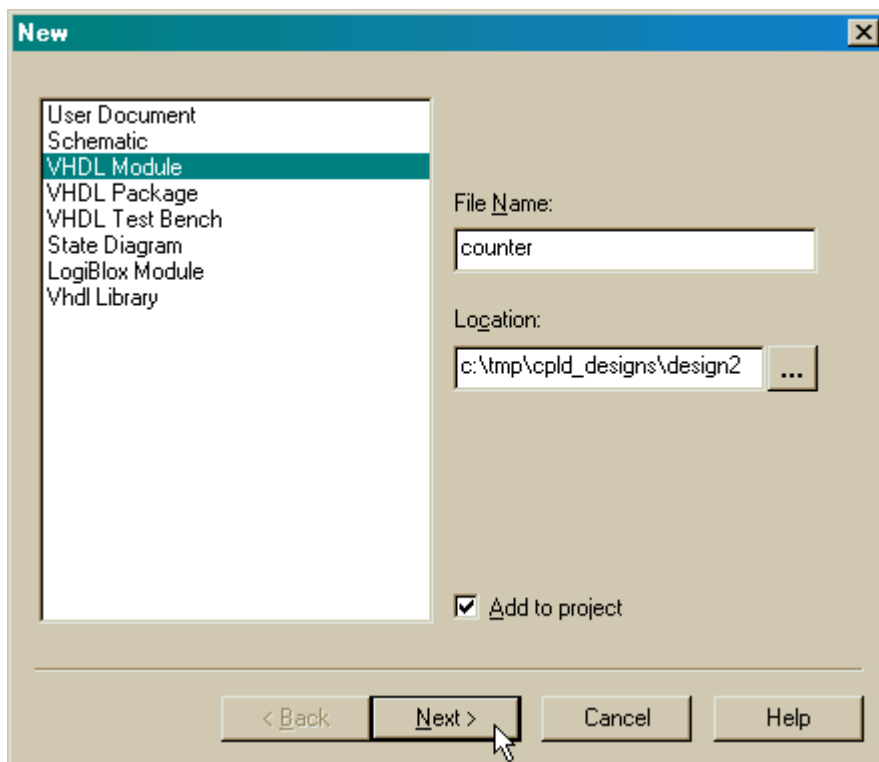 New
User Document
Schematic
VHDL Module
VHDL Package
VHDL Test Bench
State Diagram
LogiBlox Module
Vhdl Library
File Name:
counter
Location:
c:\tmp\cpld_designs\design2
...
Add to project
< Back
Next >
Cancel
Help